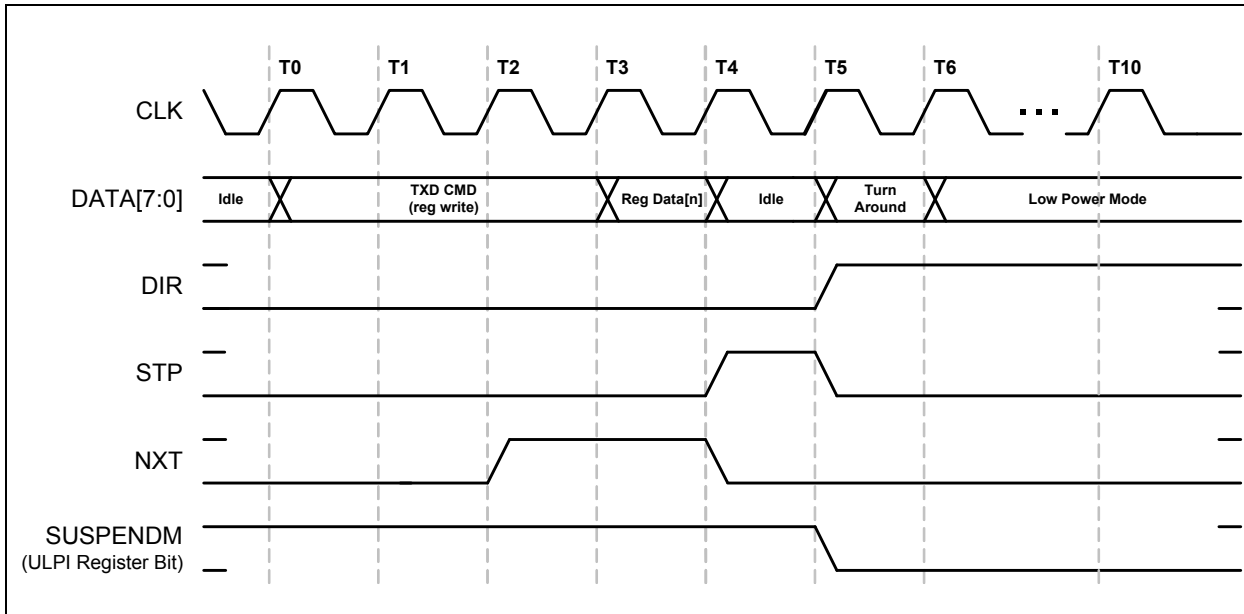 T0 T1 T2 T3 T4 T5 T6 T10
CLK
...
DATA[7:0] Idle TXD CMD (reg write) Reg Data[n] Idle Turn Around Low Power Mode
DIR
STP
NXT
SUSPENDM
(ULPI Register Bit)